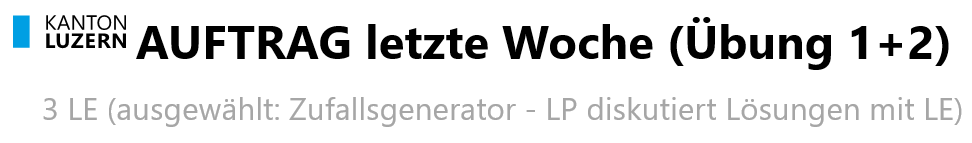 KANTON
LUZERN
AUFTRAG letzte Woche (Übung 1+2)
3 LE (ausgewählt: Zufallsgenerator - LP diskutiert Lösungen mit LE)